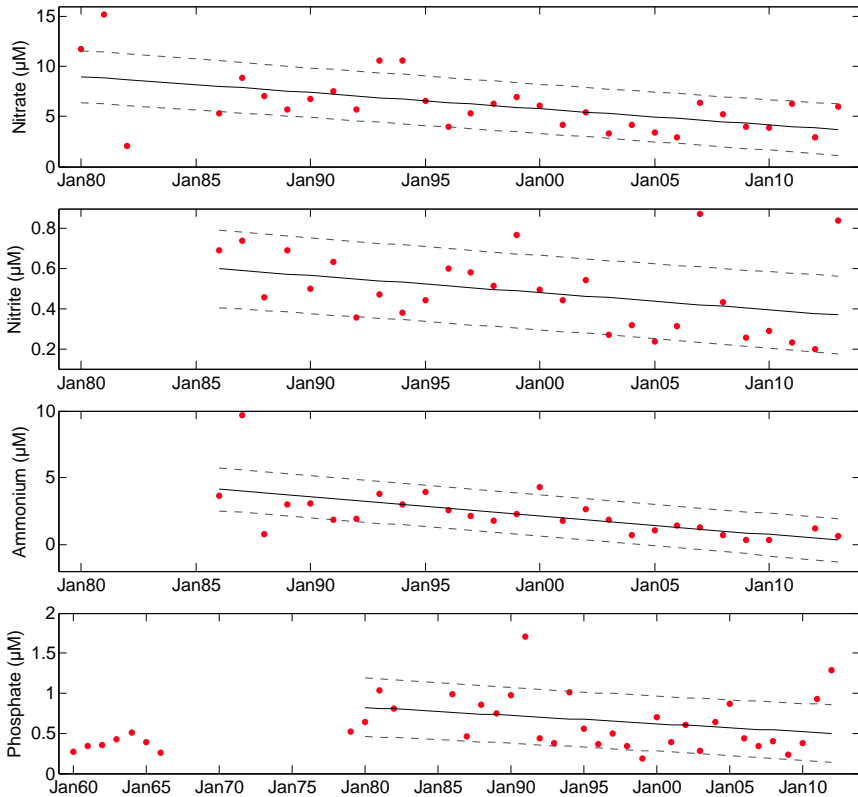 15
10
5
0
Nitrate (µM)
Jan80 Jan85 Jan90 Jan95 Jan00 Jan05 Jan10
0.8
0.6
0.4
0.2
Nitrite (µM)
Jan80 Jan85 Jan90 Jan95 Jan00 Jan05 Jan10
10
5
0
Ammonium (µM)
Jan80 Jan85 Jan90 Jan95 Jan00 Jan05 Jan10
2
1.5
1
0.5
0
Phosphate (µM)
Jan60 Jan65 Jan70 Jan75 Jan80 Jan85 Jan90 Jan95 Jan00 Jan05 Jan10